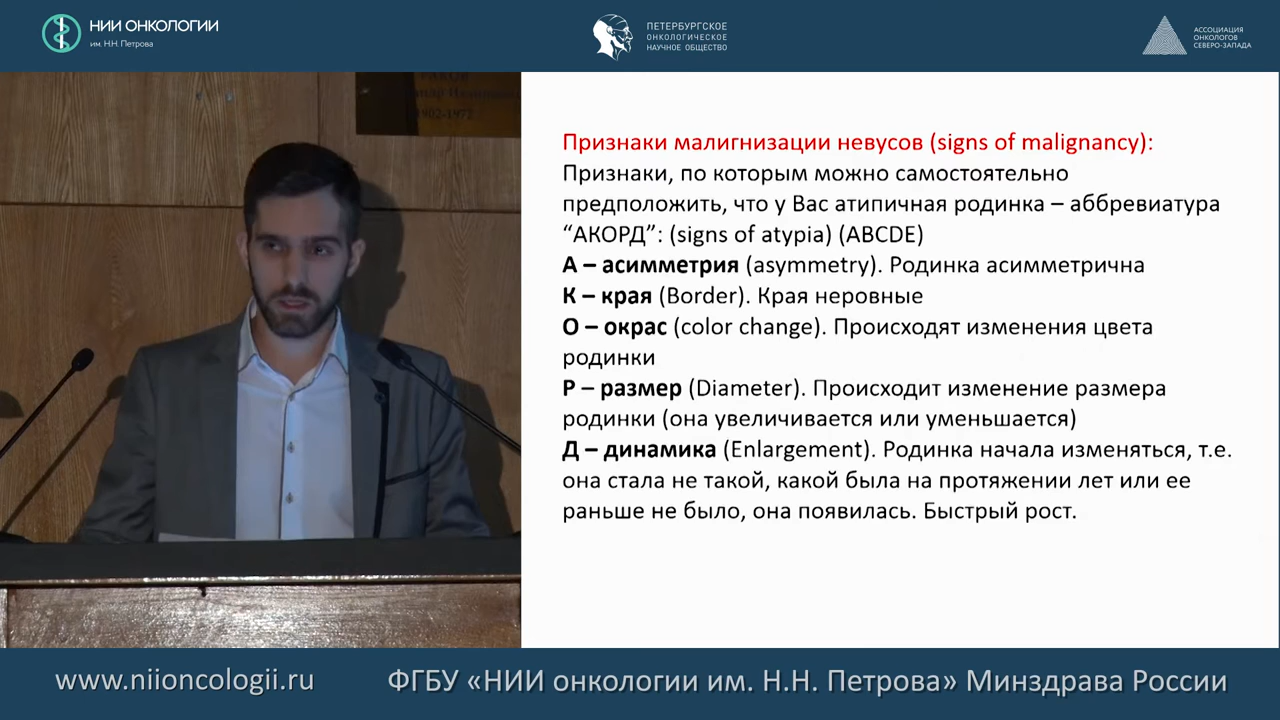 НИИ ОНКОЛОГИИ
им. Н.Н. Петрова
ПЕТЕРБУРГСКОЕ
ОНКОЛОГИЧЕСКОЕ
НАУЧНОЕ ОБЩЕСТВО
АССОЦИАЦИЯ
ОНКОЛОГОВ
СЕВЕРО-ЗАПАДА
1902-1972
Признаки малигнизации невусов (signs of malignancy):
Признаки, по которым можно самостоятельно
предположить, что у Вас атипичная родинка – аббревиатура
“АКОРД”: (signs of atypia) (ABCDE)
А – асимметрия (asymmetry). Родинка асимметрична
К – края (Border). Края неровные
О – окрас (color change). Происходят изменения цвета
родинки
Р – размер (Diameter). Происходит изменение размера
родинки (она увеличивается или уменьшается)
Д – динамика (Enlargement). Родинка начала изменяться, т.е.
она стала не такой, какой была на протяжении лет или ее
раньше не было, она появилась. Быстрый рост.
www.niioncologii.ru
ФГБУ «НИИ онкологии им. Н.Н. Петрова» Минздрава России